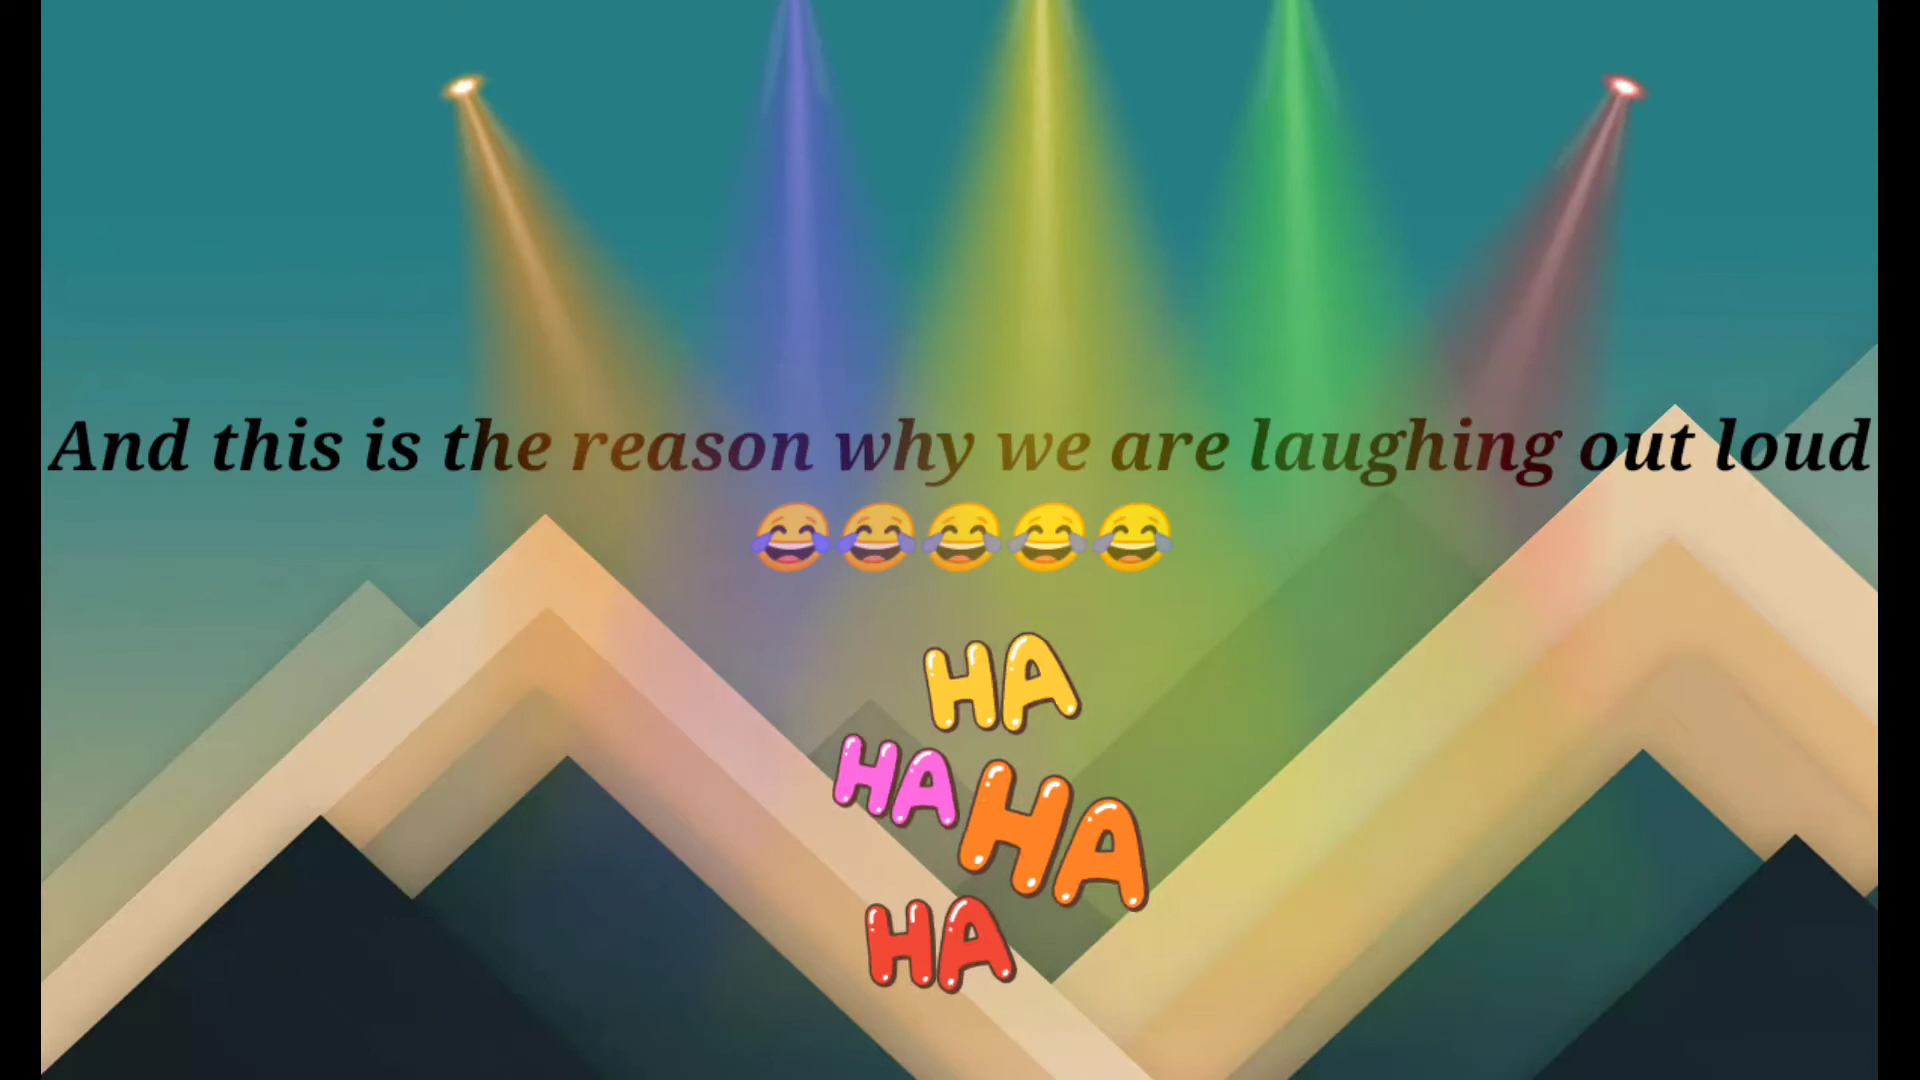 And this is the reason why we are laughing out loud
😂😂😂😂😂
HA
HA HA
HA